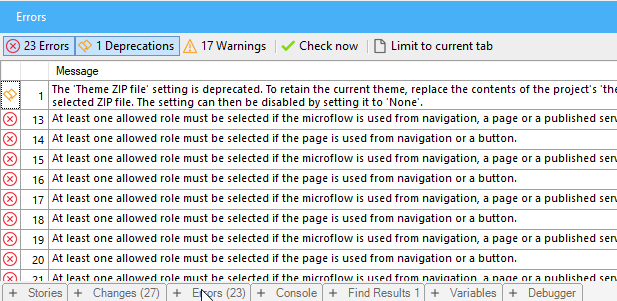 Errors
23 Errors 1 Deprecations 17 Warnings Check now Limit to current tab
Message
1 The 'Theme ZIP file' setting is deprecated. To retain the current theme, replace the contents of the project's 'the
selected ZIP file. The setting can then be disabled by setting it to 'None'.
13 At least one allowed role must be selected if the microflow is used from navigation, a page or a published serv
14 At least one allowed role must be selected if the page is used from navigation or a button.
15 At least one allowed role must be selected if the microflow is used from navigation, a page or a published serv
16 At least one allowed role must be selected if the page is used from navigation or a button.
17 At least one allowed role must be selected if the microflow is used from navigation, a page or a published serv
18 At least one allowed role must be selected if the page is used from navigation or a button.
19 At least one allowed role must be selected if the microflow is used from navigation, a page or a published serv
20 At least one allowed role must be selected if the page is used from navigation or a button.
21 At least one allowed role must be selected if the microflow is used from navigation, a page or a published serv
+ Stories + Changes (27) + Errors (23) + Console + Find Results 1 + Variables + Debugger